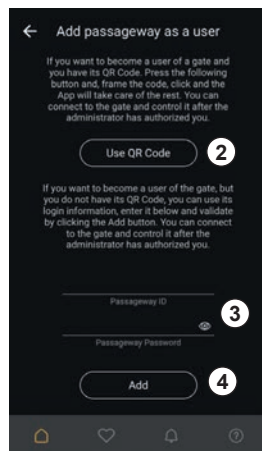 Add passageway as a user
If you want to become a user of a gate and
you have its QR Code. Press the following
button and, frame the code, click and the
App will take care of the rest. You can
connect to the gate and control it after the
administrator has authorized you.
Use QR Code
2
If you want to become a user of the gate, but
you do not have its QR Code, you can use its
login information, enter it below and validate
by clicking the Add button. You can connect
to the gate and control it after the
administrator has authorized you.
Passageway ID
3
Passageway Password
Add
4